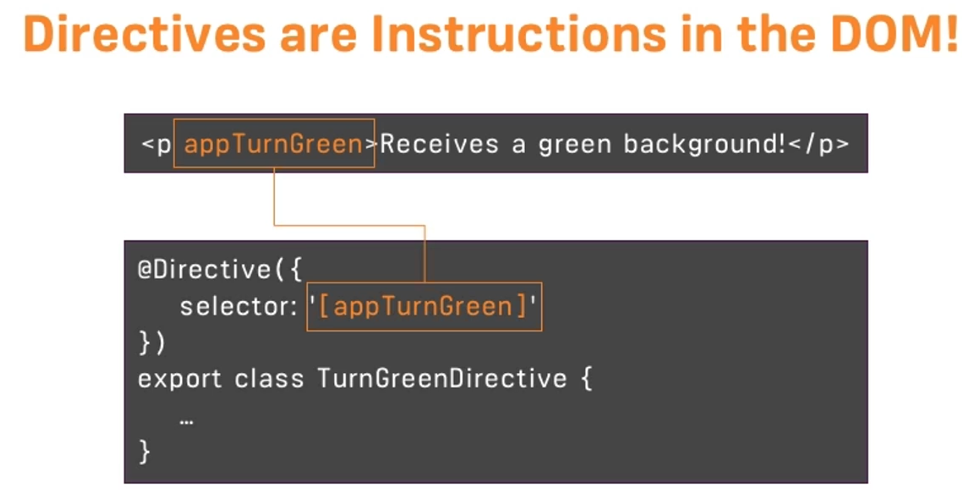 Directives are Instructions in the DOM!
<p appTurnGreen>Receives a green background!</p>
@Directive({
selector: '[appTurnGreen]'
})
export class TurnGreenDirective {
…
}